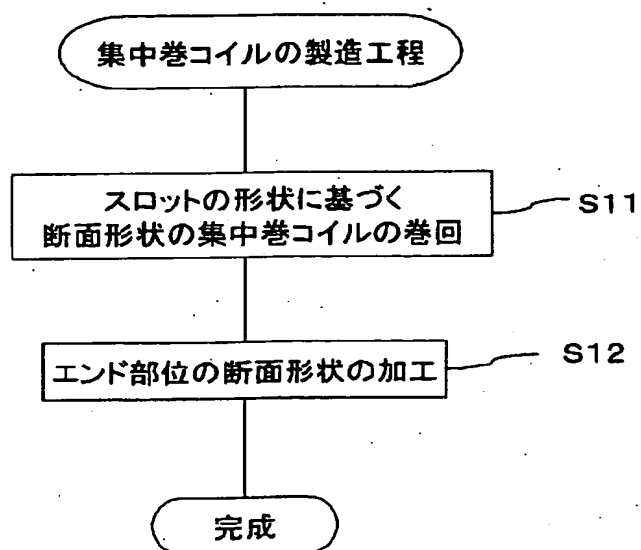 集中巻コイルの製造工程
スロットの形状に基づく
断面形状の集中巻コイルの巻回
S11
エンド部位の断面形状の加工
S12
完成